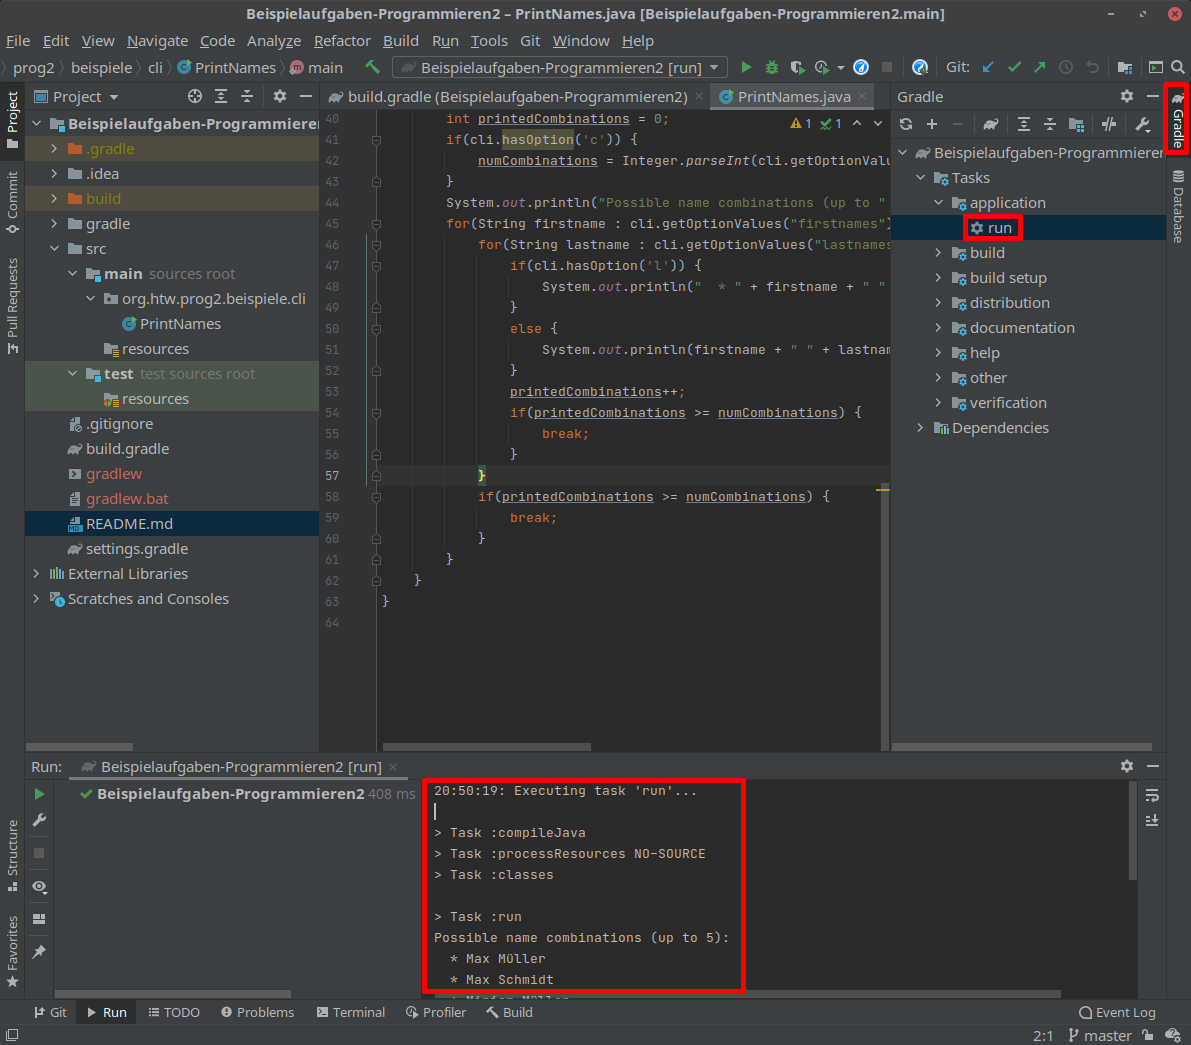 Beispielaufgaben-Programmieren2 – PrintNames.java [Beispielaufgaben-Programmieren2.main]
File Edit View Navigate Code Analyze Refactor Build Run Tools Git Window Help
prog2 beispiele cli PrintNames main Beispielaufgaben-Programmieren2 [run] Git:
Project
Commit
Pull Requests
Structure
Favorites
Project
Beispielaufgaben-Programmieren
.gradle
.idea
build
gradle
src
main sources root
org.htw.prog2.beispiele.cli
PrintNames
resources
test test sources root
resources
.gitignore
build.gradle
gradlew
gradlew.bat
README.md
settings.gradle
External Libraries
Scratches and Consoles
build.gradle (Beispielaufgaben-Programmieren2) PrintNames.java
1 1
40 int printedCombinations = 0;
41 if(cli.hasOption('c')) {
42 numCombinations = Integer.parseInt(cli.getOptionValu
43 }
44 System.out.println("Possible name combinations (up to "
45 for(String firstname : cli.getOptionValues("firstnames")
46 for(String lastname : cli.getOptionValues("lastnames
47 if(cli.hasOption('l')) {
48 System.out.println("  * " + firstname + " "
49 }
50 else {
51 System.out.println(firstname + " " + lastnam
52 }
53 printedCombinations++;
54 if(printedCombinations >= numCombinations) {
55 break;
56 }
57 }
58 if(printedCombinations >= numCombinations) {
59 break;
60 }
61 }
62 }
63 }
64
Gradle
Beispielaufgaben-Programmieren
Tasks
application
run
build
build setup
distribution
documentation
help
other
verification
Dependencies
Gradle
Database
Run: Beispielaufgaben-Programmieren2 [run]
Beispielaufgaben-Programmieren2 408 ms
20:50:19: Executing task 'run'...
> Task :compileJava
> Task :processResources NO-SOURCE
> Task :classes
> Task :run
Possible name combinations (up to 5):
* Max Müller
* Max Schmidt
Git Run TODO Problems Terminal Profiler Build Event Log
2:1 master